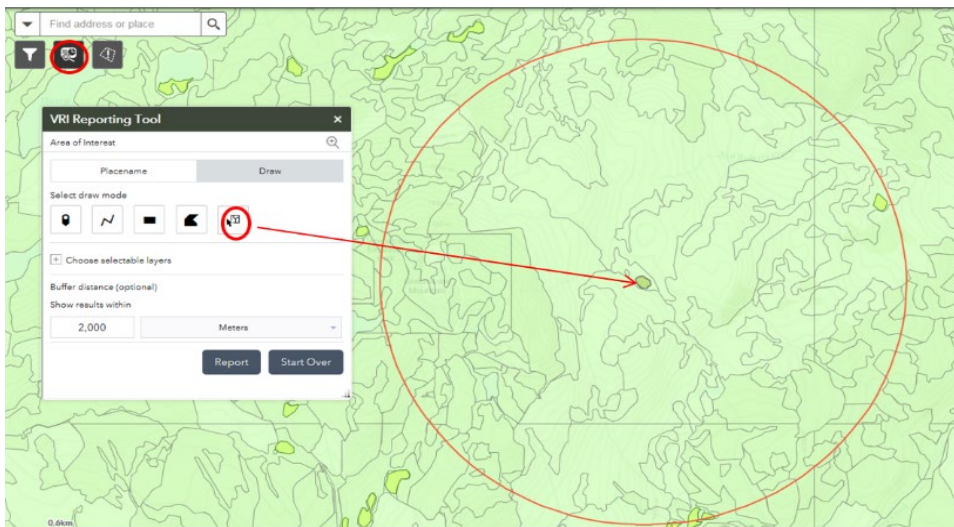 Find address or place
VRI Reporting Tool ×
Area of Interest
Placename Draw
Select draw mode
+ Choose selectable layers
Buffer distance (optional)
Show results within
2,000 Meters
Report Start Over
0.6km